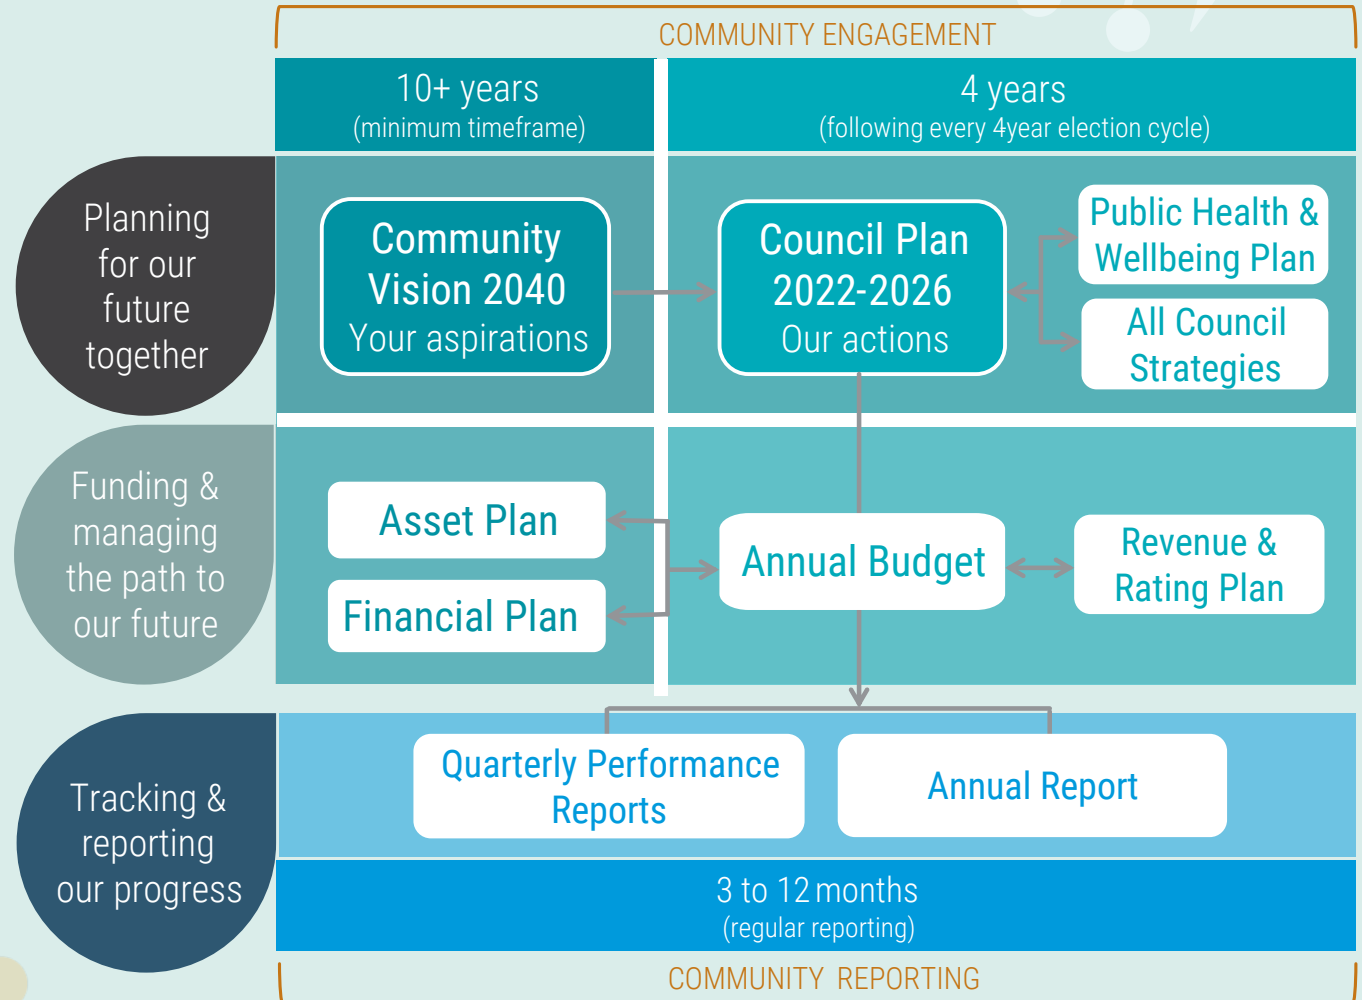 COMMUNITY ENGAGEMENT
10+ years
(minimum timeframe)
4 years
(following every 4year election cycle)
Planning
for our
future
together
Community
Vision 2040
Your aspirations
Council Plan
2022-2026
Our actions
Public Health &
Wellbeing Plan
All Council
Strategies
Funding &
managing
the path to
our future
Asset Plan
Financial Plan
Annual Budget
Revenue &
Rating Plan
Tracking &
reporting
our progress
Quarterly Performance
Reports
Annual Report
3 to 12 months
(regular reporting)
COMMUNITY REPORTING